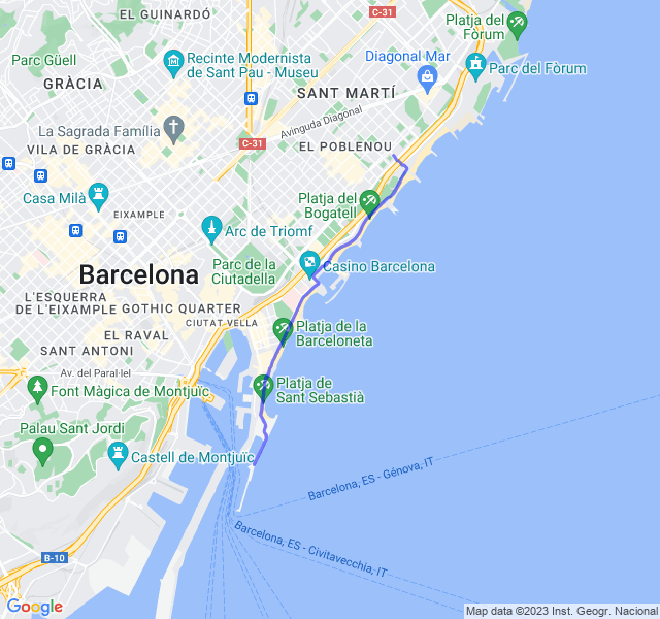 EL GUINARDÓ
C-31
Platja del
Fòrum
Parc Güell
Recinte Modernista
de Sant Pau - Museu
Diagonal Mar
Parc del Fòrum
GRÀCIA
SANT MARTÍ
La Sagrada Família
Avinguda Diagonal
C-31
EL POBLENOU
VILA DE GRÀCIA
Casa Milà
Platja del
Bogatell
EIXAMPLE
Arc de Triomf
Barcelona
Parc de la
Ciutadella
Casino Barcelona
L'ESQUERRA
DE L'EIXAMPLE
GOTHIC QUARTER
CIUTAT VELLA
EL RAVAL
Platja de la
Barceloneta
SANT ANTONI
Av. del Paral·lel
Font Màgica de Montjuïc
Platja de
Sant Sebastià
Palau Sant Jordi
Castell de Montjuïc
Barcelona, ES - Génova, IT
Barcelona, ES - Civitavecchia, IT
B-10
Google
Map data ©2023 Inst. Geogr. Nacional